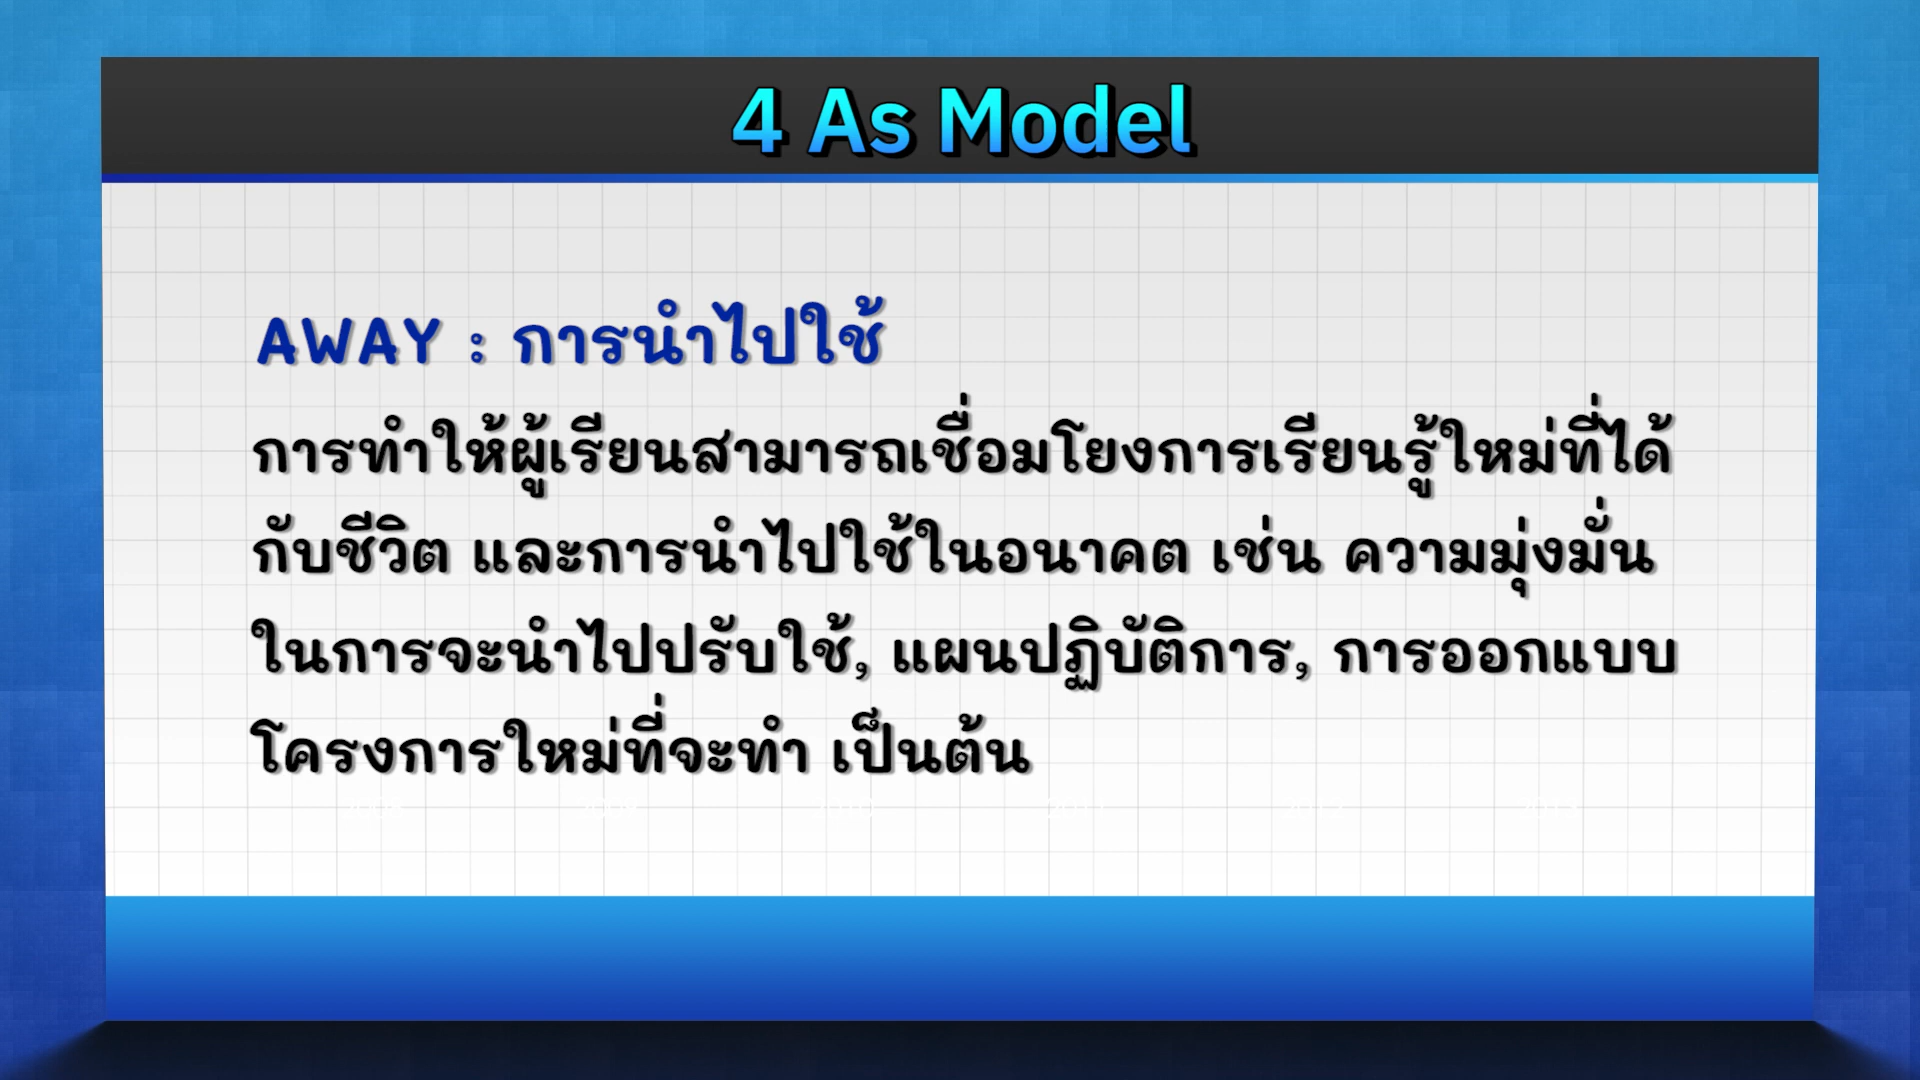 4 As Model
AWAY : การนำไปใช้
การทำให้ผู้เรียนสามารถเชื่อมโยงการเรียนรู้ใหม่ที่ได้
กับชีวิต และการนำไปใช้ในอนาคต เช่น ความมุ่งมั่น
ในการจะนำไปปรับใช้, แผนปฏิบัติการ, การออกแบบ
โครงการใหม่ที่จะทำ เป็นต้น